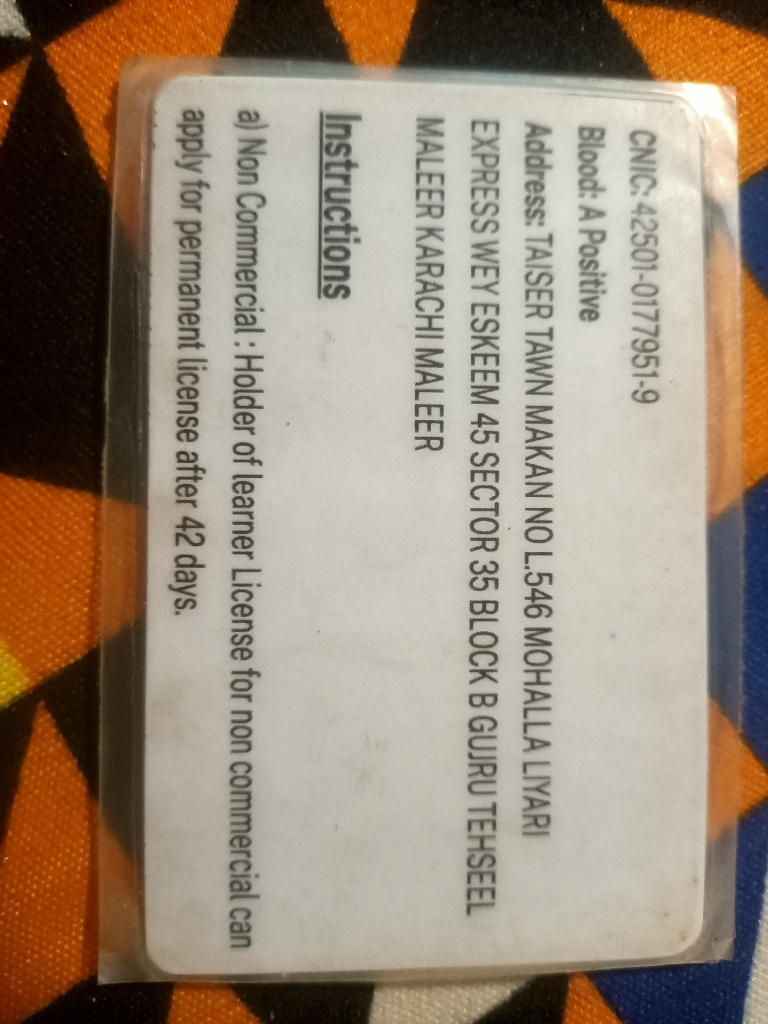 CNIC: 42501-0177951-9
Blood: A Positive
Address: TAISER TAWN MAKAN NO L.546 MOHALLA LIYARI
EXPRESS WEY ESKEEM 45 SECTOR 35 BLOCK B GUJRU TEHSEEL
MALEER KARACHI MALEER
Instructions
a) Non Commercial : Holder of learner License for non commercial can
apply for permanent license after 42 days.